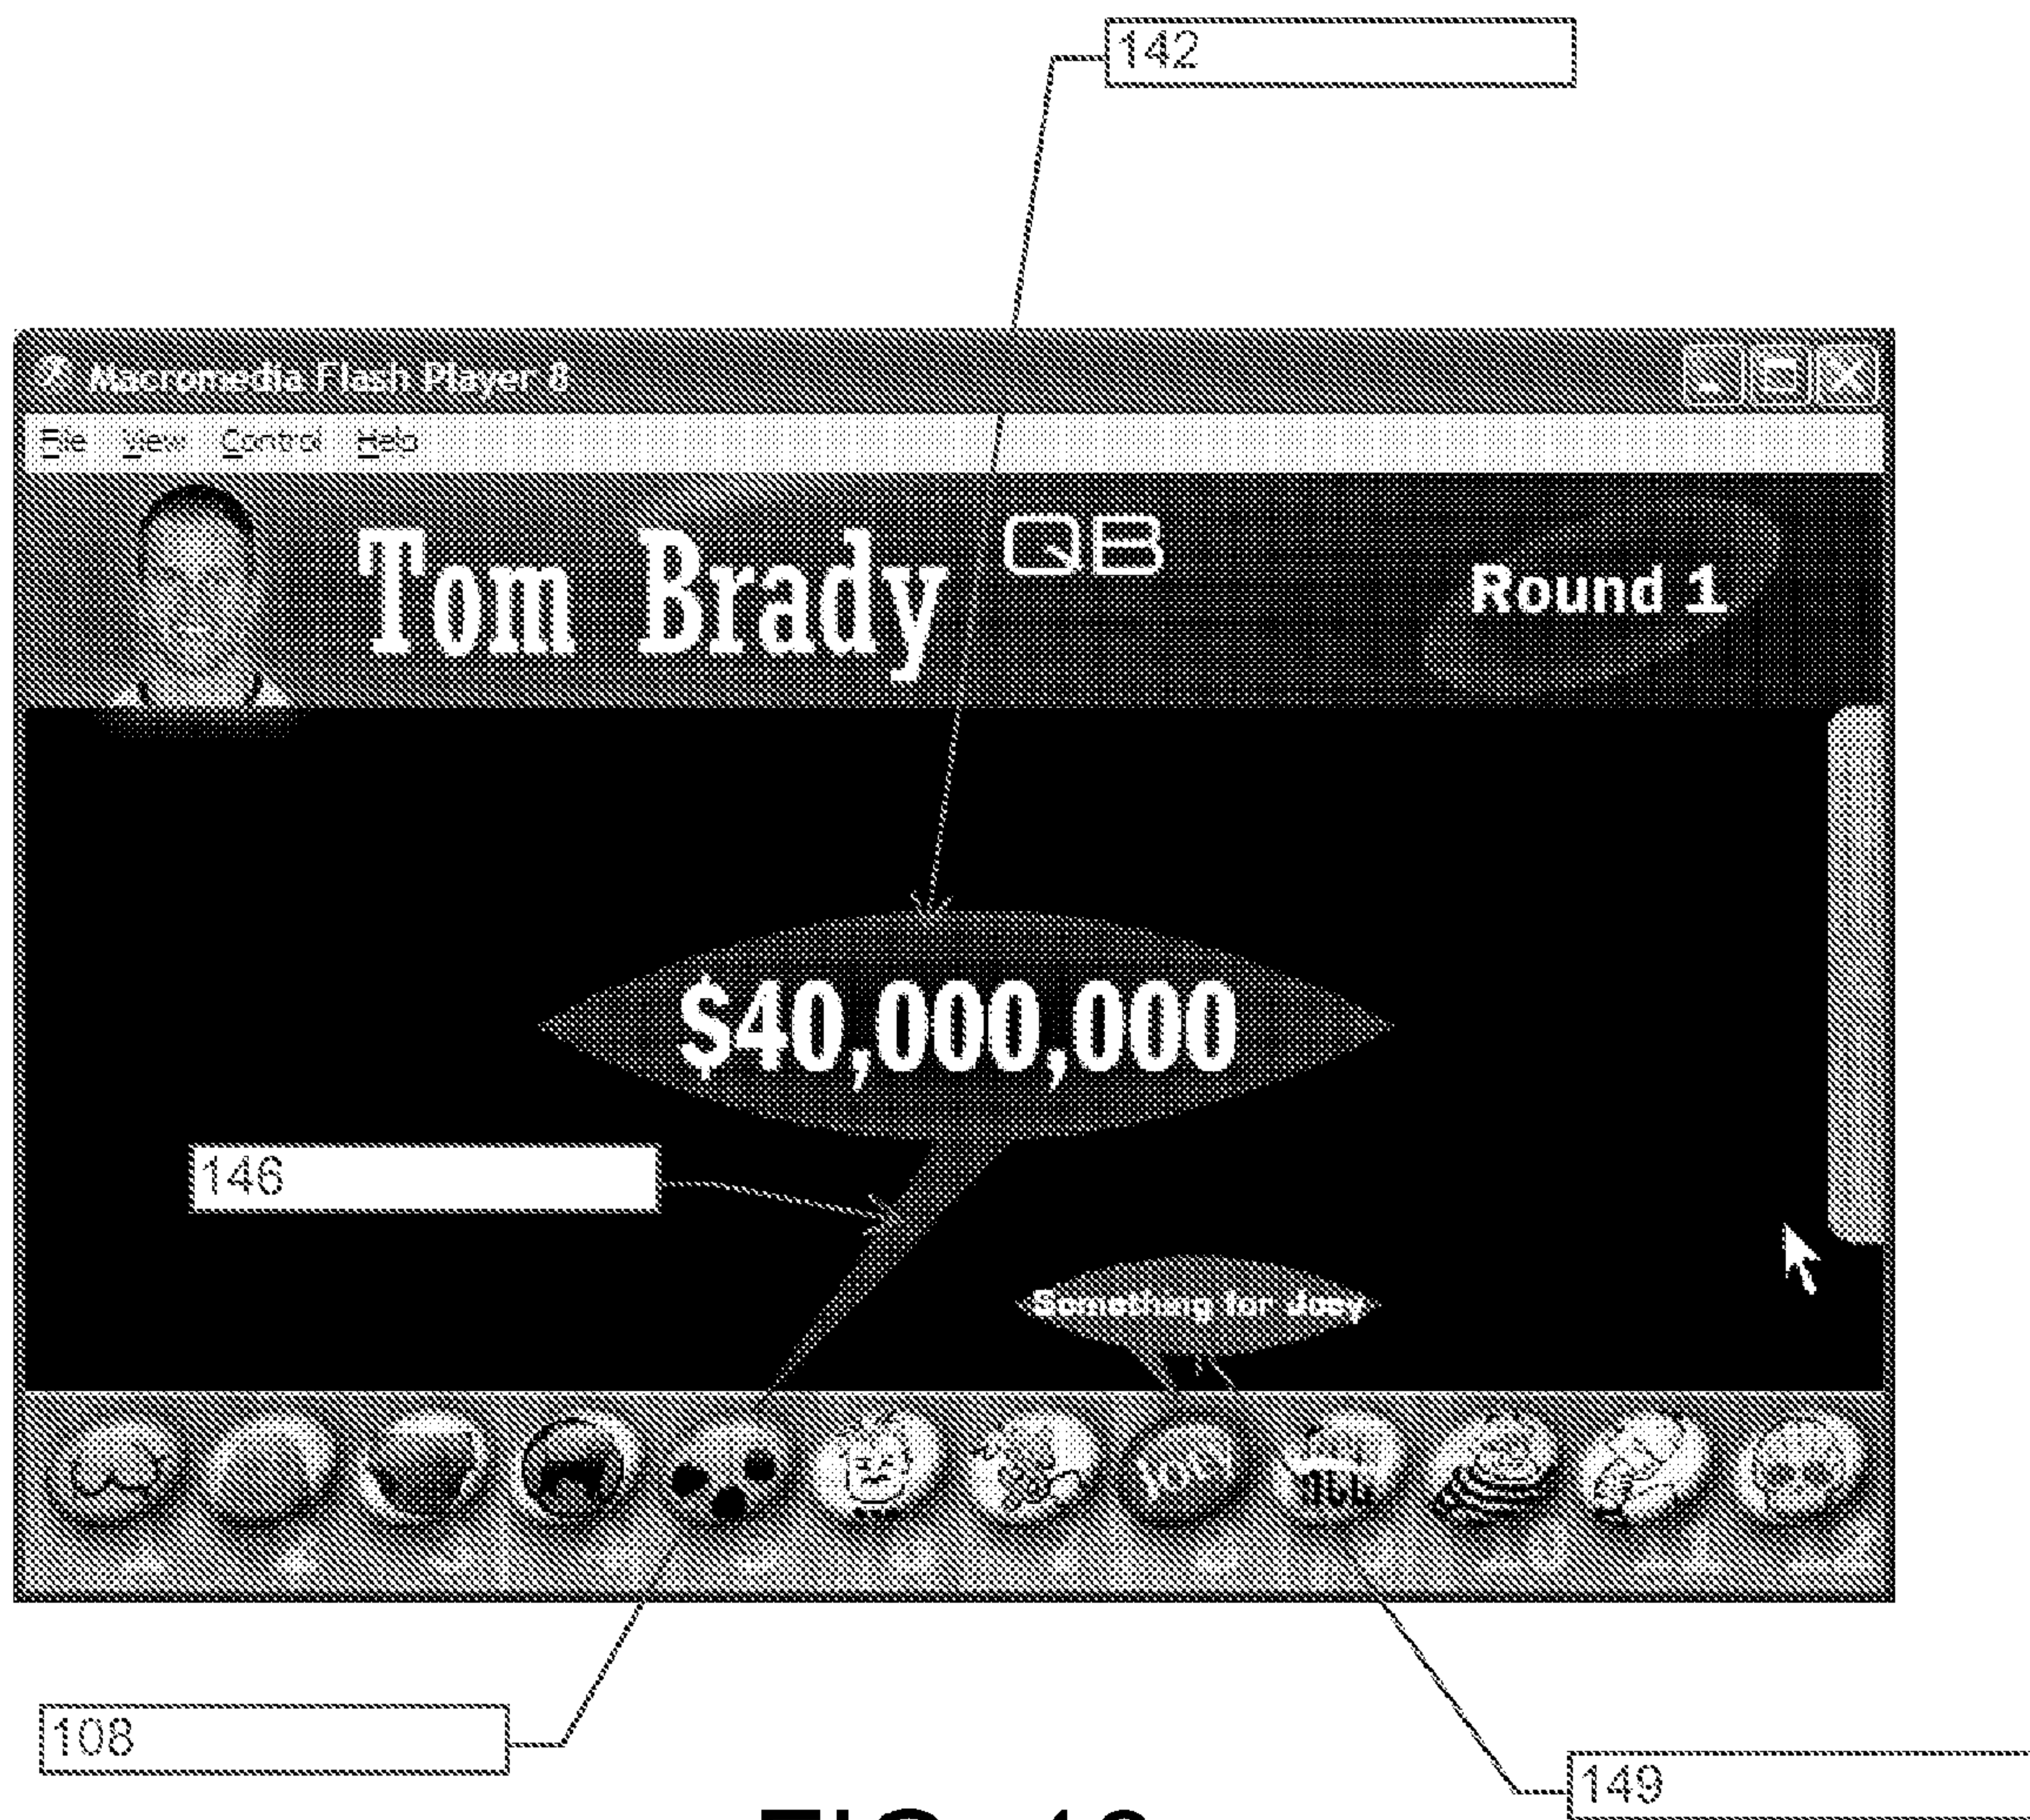 142
Macromedia Flash Player 8
File View Control Help
Tom Brady QB
Round 1
$40,000,000
146
Something for Joey
108
149